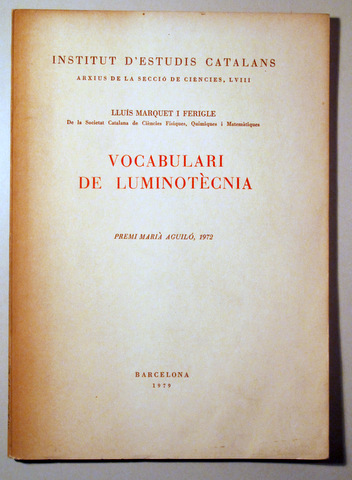 INSTITUT D'ESTUDIS CATALANS
ARXIUS DE LA SECCIÓ DE CIENCIES, LVIII
LLUÍS MARQUET I FERIGLE
De la Societat Catalana de Ciències Físiques, Químiques i Matemàtiques
VOCABULARI
DE LUMINOTÈCNIA
PREMI MARIÀ AGUILÓ, 1972
BARCELONA
1979